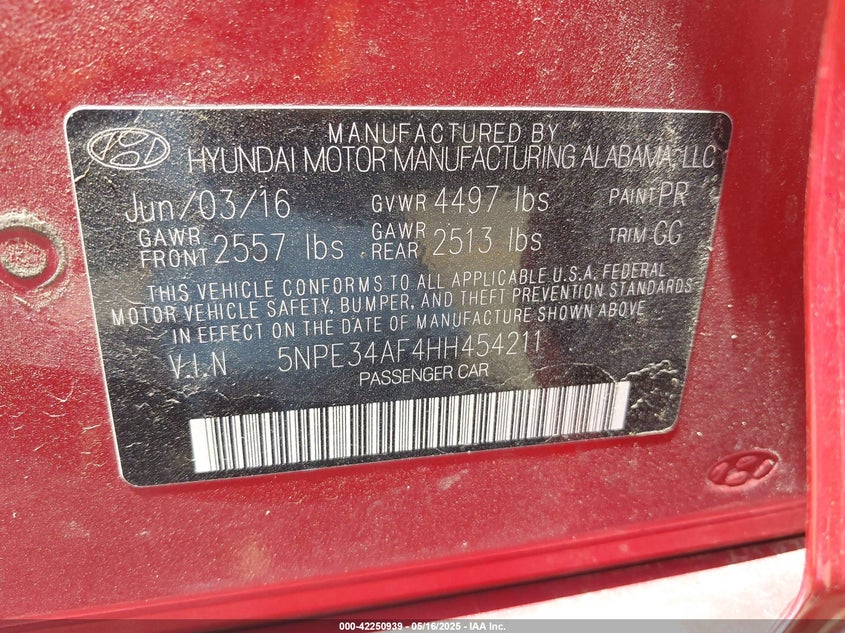 MANUFACTURED BY
HYUNDAI MOTOR MANUFACTURING ALABAMA, LLC
Jun/03/16 GVWR 4497 lbs PAINT PR
GAWR FRONT 2557 lbs GAWR REAR 2513 lbs TRIM GG
THIS VEHICLE CONFORMS TO ALL APPLICABLE U.S.A. FEDERAL
MOTOR VEHICLE SAFETY, BUMPER, AND THEFT PREVENTION STANDARDS
IN EFFECT ON THE DATE OF MANUFACTURE SHOWN ABOVE
V.I.N 5NPE34AF4HH454211
PASSENGER CAR
000-42250939 - 05/16/2025 - IAA Inc.